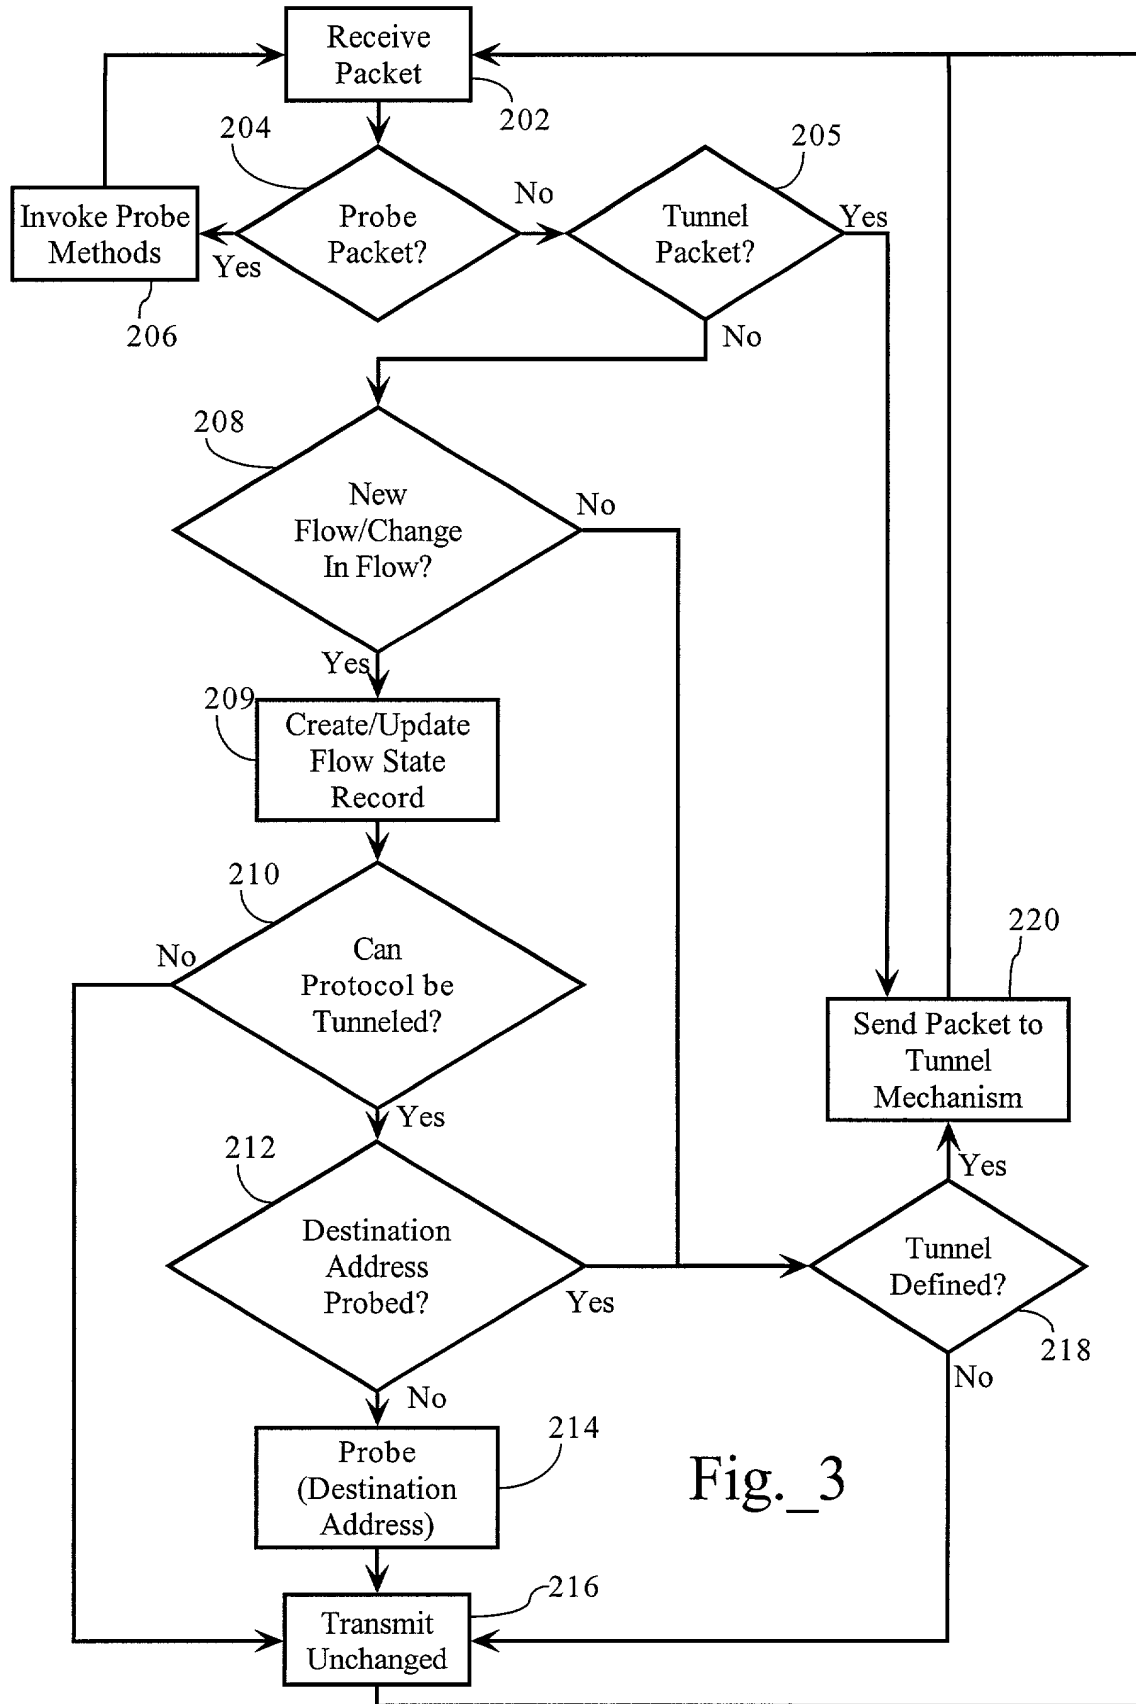 Receive
Packet
202
204
205
Probe
Packet?
No
Tunnel
Packet?
Yes
Invoke Probe
Methods
Yes
206
No
208
New
Flow/Change
In Flow?
No
Yes
209
Create/Update
Flow State
Record
210
No
Can
Protocol be
Tunneled?
220
Send Packet to
Tunnel
Mechanism
Yes
212
Yes
Destination
Address
Probed?
Yes
Tunnel
Defined?
218
No
No
Probe
(Destination
Address)
214
Fig._3
216
Transmit
Unchanged